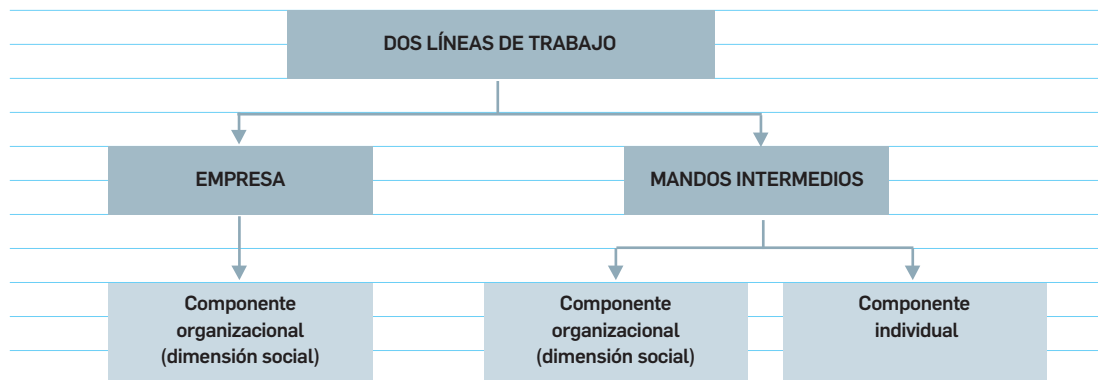 DOS LÍNEAS DE TRABAJO
EMPRESA
MANDOS INTERMEDIOS
Componente
organizacional
(dimensión social)
Componente
organizacional
(dimensión social)
Componente
individual